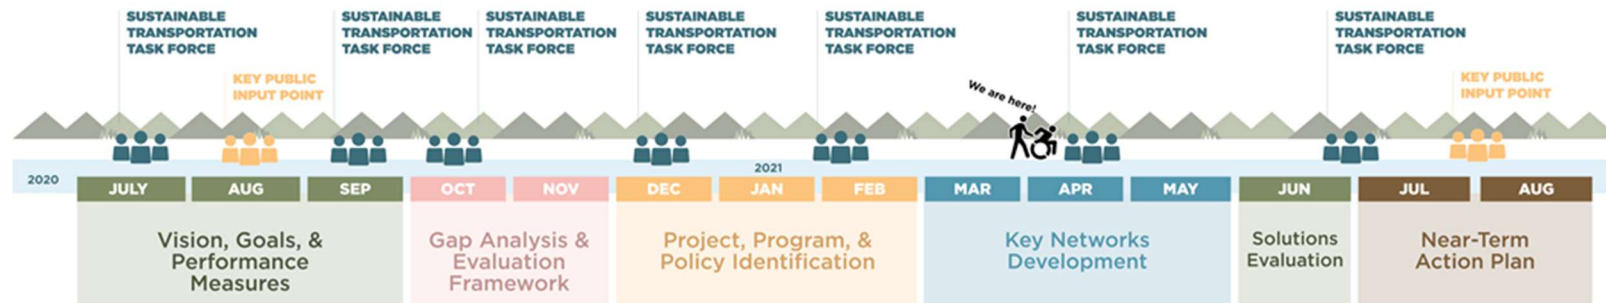 SUSTAINABLE
TRANSPORTATION
TASK FORCE
SUSTAINABLE
TRANSPORTATION
TASK FORCE
SUSTAINABLE
TRANSPORTATION
TASK FORCE
SUSTAINABLE
TRANSPORTATION
TASK FORCE
SUSTAINABLE
TRANSPORTATION
TASK FORCE
SUSTAINABLE
TRANSPORTATION
TASK FORCE
SUSTAINABLE
TRANSPORTATION
TASK FORCE
KEY PUBLIC
INPUT POINT
We are here!
KEY PUBLIC
INPUT POINT
2020
2021
JULY
AUG
SEP
OCT
NOV
DEC
JAN
FEB
MAR
APR
MAY
JUN
JUL
AUG
Vision, Goals, &
Performance
Measures
Gap Analysis &
Evaluation
Framework
Project, Program, &
Policy Identification
Key Networks
Development
Solutions
Evaluation
Near-Term
Action Plan